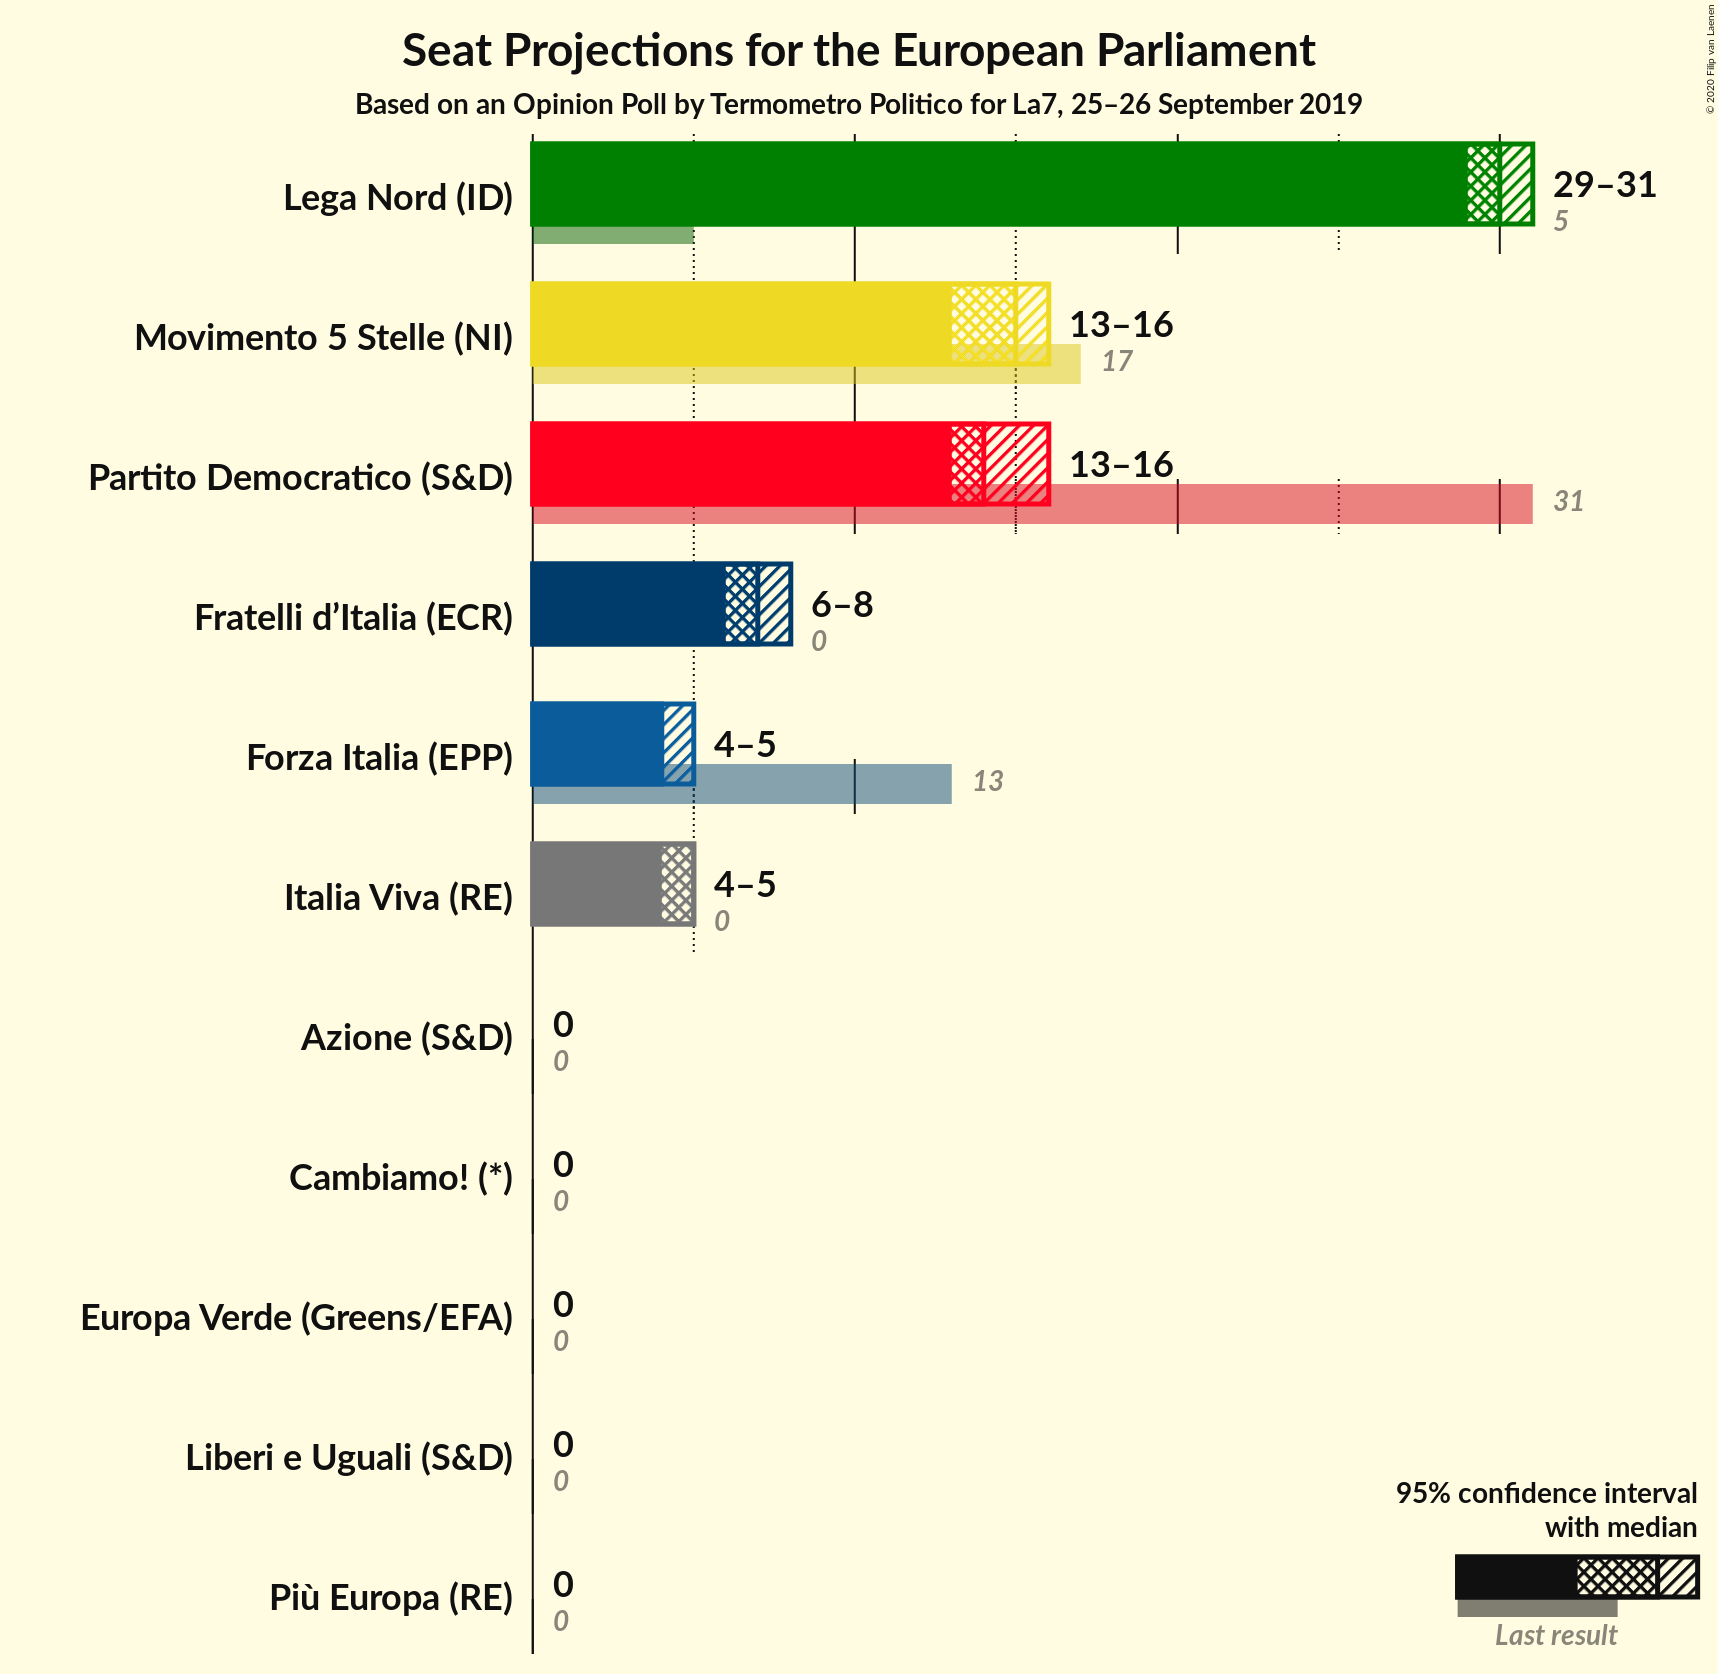 Seat Projections for the European Parliament
Based on an Opinion Poll by Termometro Politico for La7, 25–26 September 2019
© 2020 Filip van Laenen
Lega Nord (ID)
29–31
5
Movimento 5 Stelle (NI)
13–16
17
Partito Democratico (S&D)
13–16
31
Fratelli d’Italia (ECR)
6–8
0
Forza Italia (EPP)
4–5
13
Italia Viva (RE)
4–5
0
Azione (S&D)
0
0
Cambiamo! (*)
0
0
Europa Verde (Greens/EFA)
0
0
Liberi e Uguali (S&D)
0
0
Più Europa (RE)
0
0
95% confidence interval
with median
Last result